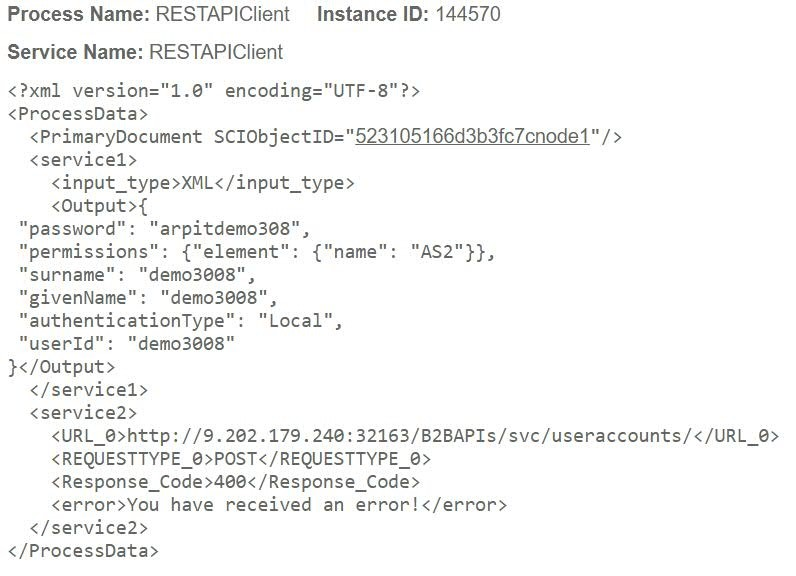 Process Name: RESTAPIClient Instance ID: 144570
Service Name: RESTAPIClient
<?xml version="1.0" encoding="UTF-8"?>
<ProcessData>
<PrimaryDocument SCIObjectID="523105166d3b3fc7cnode1"/>
<service1>
<input_type>XML</input_type>
<Output>{
"password": "arpitdemo308",
"permissions": {"element": {"name": "AS2"}},
"surname": "demo3008",
"givenName": "demo3008",
"authenticationType": "Local",
"userId": "demo3008"
}</Output>
</service1>
<service2>
<URL_0>http://9.202.179.240:32163/B2BAPIs/svc/useraccounts/</URL_0>
<REQUESTTYPE_0>POST</REQUESTTYPE_0>
<Response_Code>400</Response_Code>
<error>You have received an error!</error>
</service2>
</ProcessData>